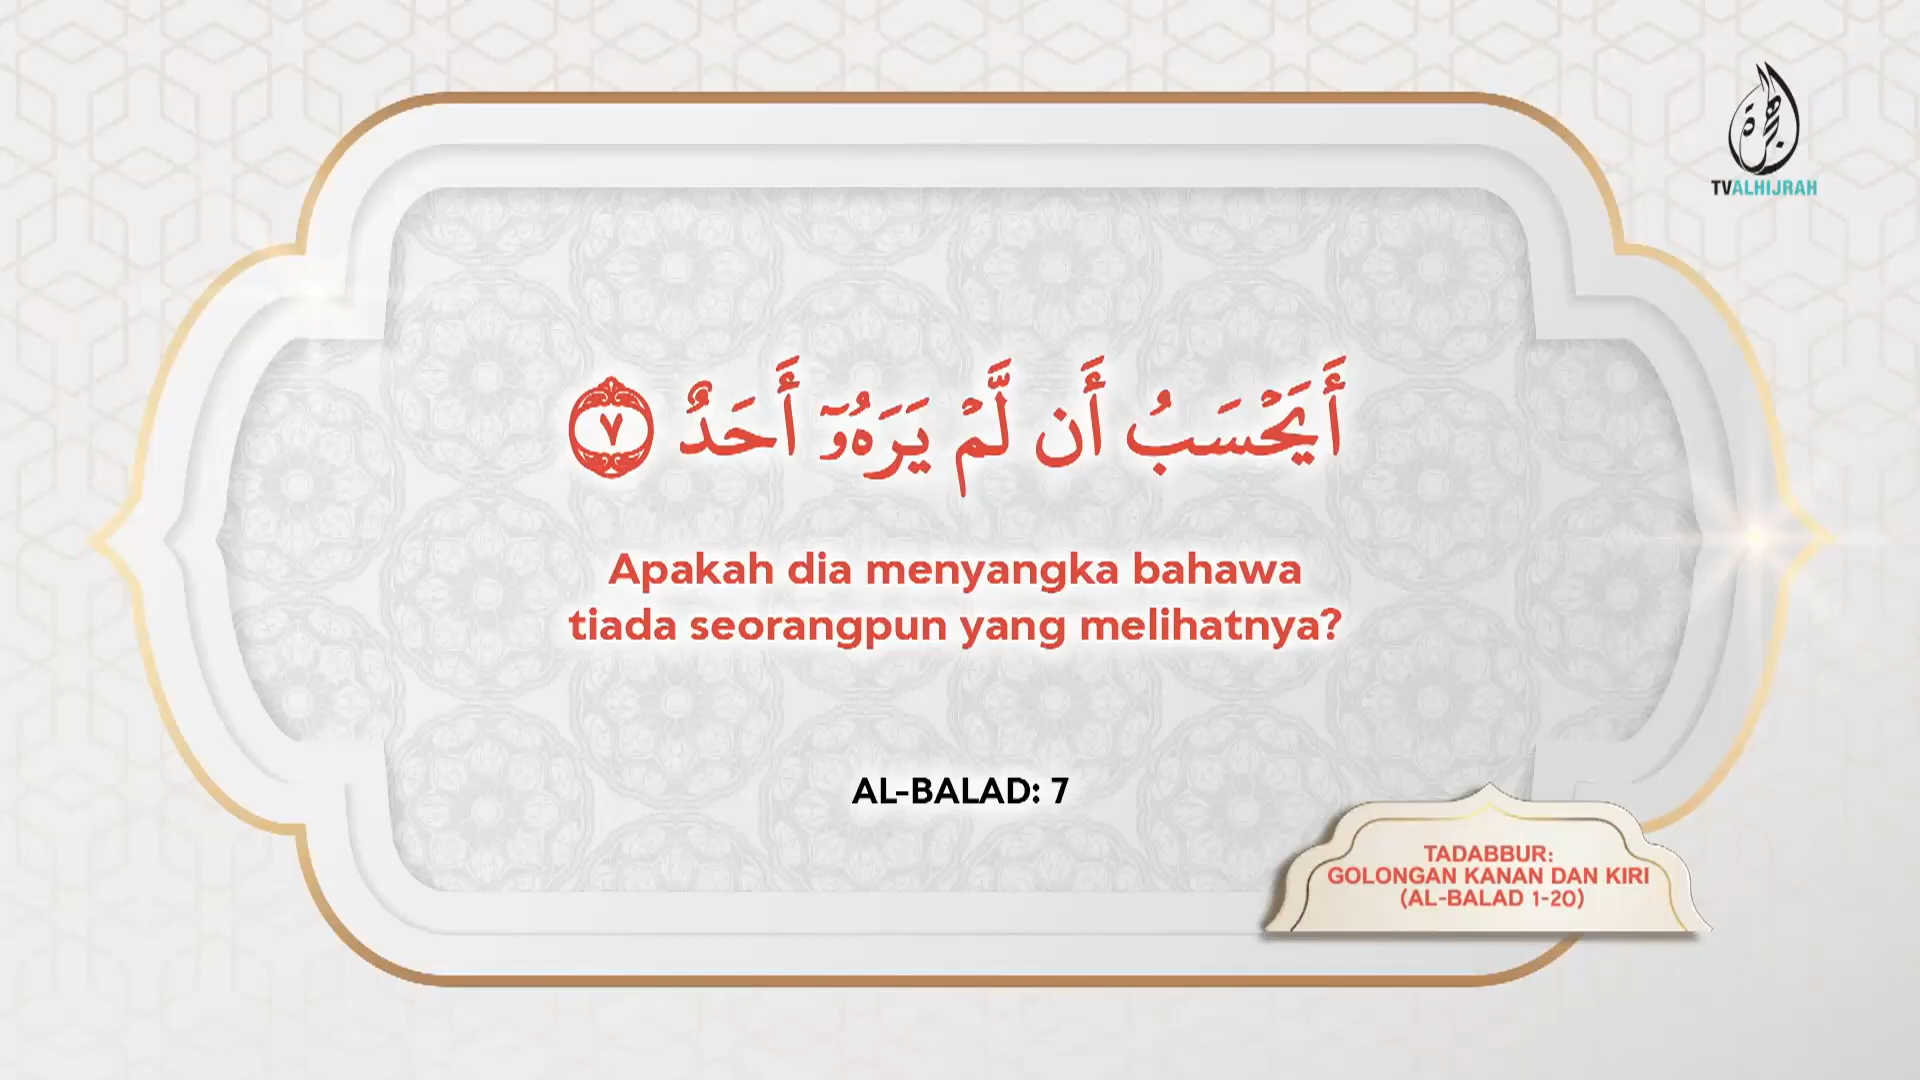 هجرة
TVALHIJRAH
أَيَحْسَبُ أَن لَّمْ يَرَهُۥٓ أَحَدٌ ٧
Apakah dia menyangka bahawa
tiada seorangpun yang melihatnya?
AL-BALAD: 7
TADABBUR:
GOLONGAN KANAN DAN KIRI
(AL-BALAD 1-20)